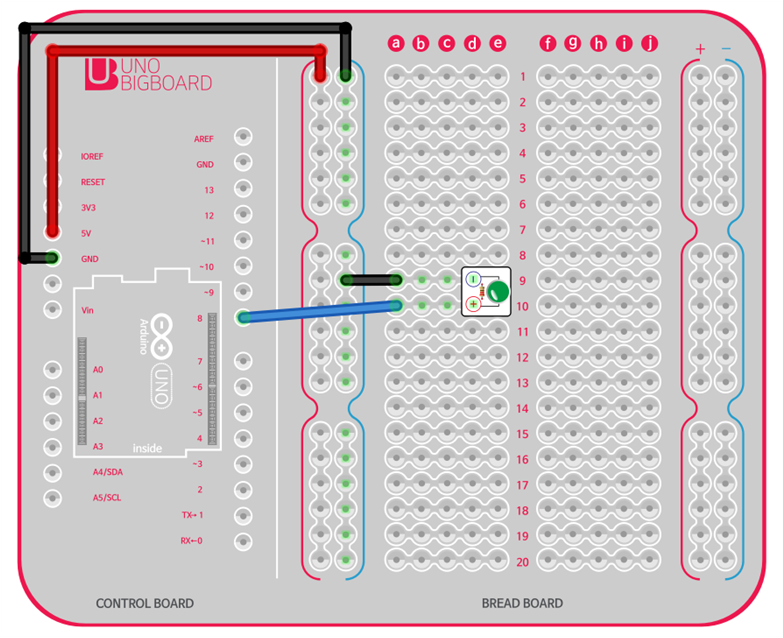 a b c d e f g h i j
+ −
UNO
BIGBOARD
1
2
3
4
5
6
7
8
9
10
11
12
13
14
15
16
17
18
19
20
IOREF
RESET
3V3
5V
GND
Vin
A0
A1
A2
A3
A4/SDA
A5/SCL
AREF
GND
13
12
~11
~10
~9
8
7
~6
~5
4
~3
2
TX→1
RX←0
Arduino
UNO
inside
−
+
CONTROL BOARD
BREAD BOARD